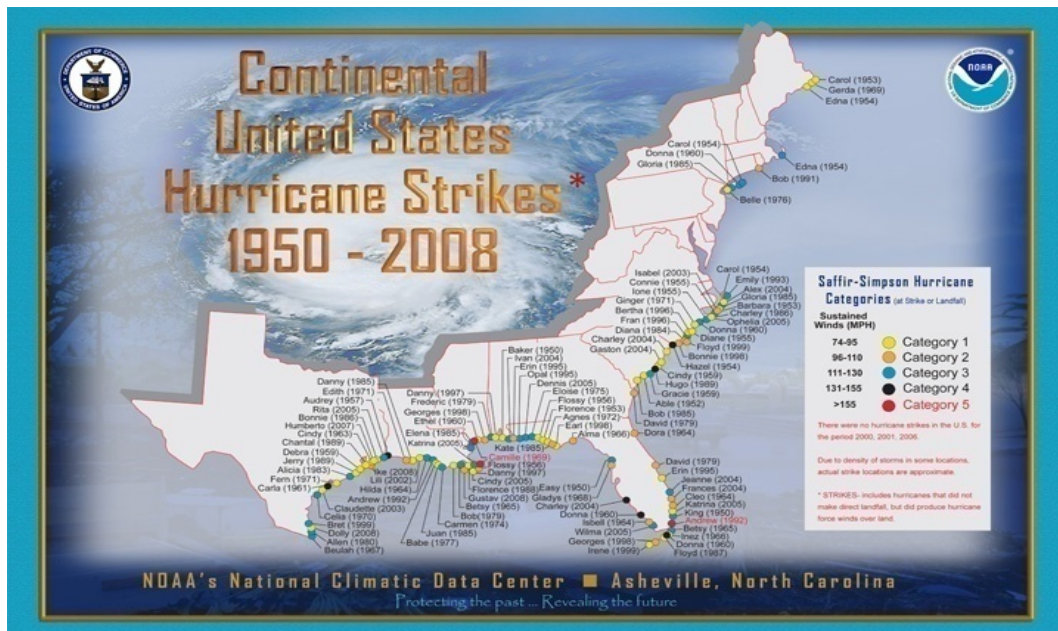 Continental
United States
Hurricane Strikes*
1950 - 2008
NOAA
Carol (1953)
Gerda (1969)
Edna (1954)
Carol (1954)
Donna (1960)
Gloria (1985)
Edna (1954)
Bob (1991)
Belle (1976)
Isabel (2003)
Connie (1955)
Ione (1955)
Ginger (1971)
Bertha (1996)
Fran (1996)
Diana (1984)
Charley (2004)
Gaston (2004)
Carol (1954)
Emily (1993)
Alex (2004)
Gloria (1985)
Barbara (1953)
Charley (1986)
Ophelia (2005)
Donna (1960)
Diane (1955)
Floyd (1999)
Bonnie (1998)
Hazel (1954)
Cindy (1959)
Hugo (1989)
Gracie (1959)
Able (1952)
Bob (1985)
David (1979)
Dora (1964)
Saffir-Simpson Hurricane
Categories (at Strike or Landfall)
Sustained
Winds (MPH)
74-95 Category 1
96-110 Category 2
111-130 Category 3
131-155 Category 4
>155 Category 5
There were no hurricane strikes in the U.S. for
the period 2000, 2001, 2006.
Due to density of storms in some locations,
actual strike locations are approximate.
* STRIKES- includes hurricanes that did not
make direct landfall, but did produce hurricane
force winds over land.
Baker (1950)
Ivan (2004)
Erin (1995)
Opal (1995)
Dennis (2005)
Eloise (1975)
Flossy (1956)
Florence (1953)
Agnes (1972)
Earl (1998)
Alma (1966)
Danny (1985)
Edith (1971)
Audrey (1957)
Rita (2005)
Bonnie (1986)
Humberto (2007)
Cindy (1963)
Chantal (1989)
Debra (1959)
Jerry (1989)
Alicia (1983)
Fern (1971)
Carla (1961)
Danny (1997)
Frederic (1979)
Georges (1998)
Ethel (1960)
Elena (1985)
Katrina (2005)
Kate (1985)
Camille (1969)
Flossy (1956)
Danny (1997)
Cindy (2005)
Florence (1988)
Gustav (2008)
Betsy (1965)
Bob (1979)
Carmen (1974)
Juan (1985)
Babe (1977)
Ike (2008)
Lili (2002)
Hilda (1964)
Andrew (1992)
Claudette (2003)
Celia (1970)
Bret (1999)
Dolly (2008)
Allen (1980)
Beulah (1967)
Easy (1950)
Gladys (1968)
Charley (2004)
Donna (1960)
Isbell (1964)
Wilma (2005)
Georges (1998)
Irene (1999)
David (1979)
Erin (1995)
Jeanne (2004)
Frances (2004)
Cleo (1964)
Katrina (2005)
King (1950)
Andrew (1992)
Betsy (1965)
Inez (1966)
Donna (1960)
Floyd (1987)
NOAA's National Climatic Data Center ■ Asheville, North Carolina
Protecting the past ... Revealing the future